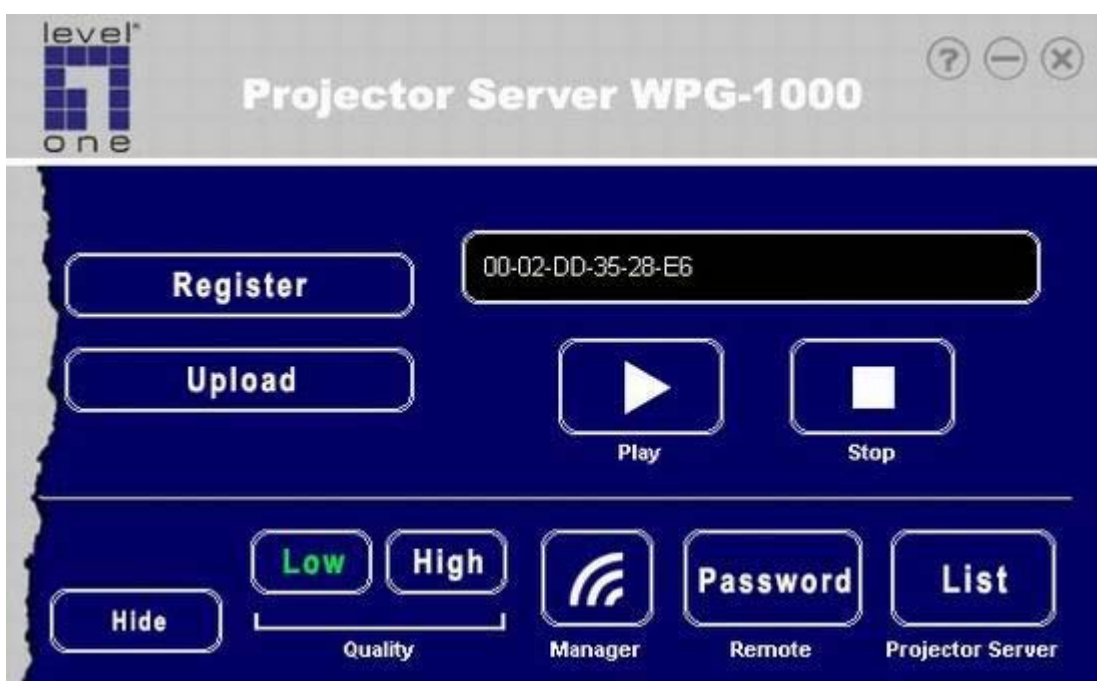 level
one
Projector Server WPG-1000
?
Register
00-02-DD-35-28-E6
Upload
Play
Stop
Hide
Low
High
Quality
Manager
Password
Remote
List
Projector Server